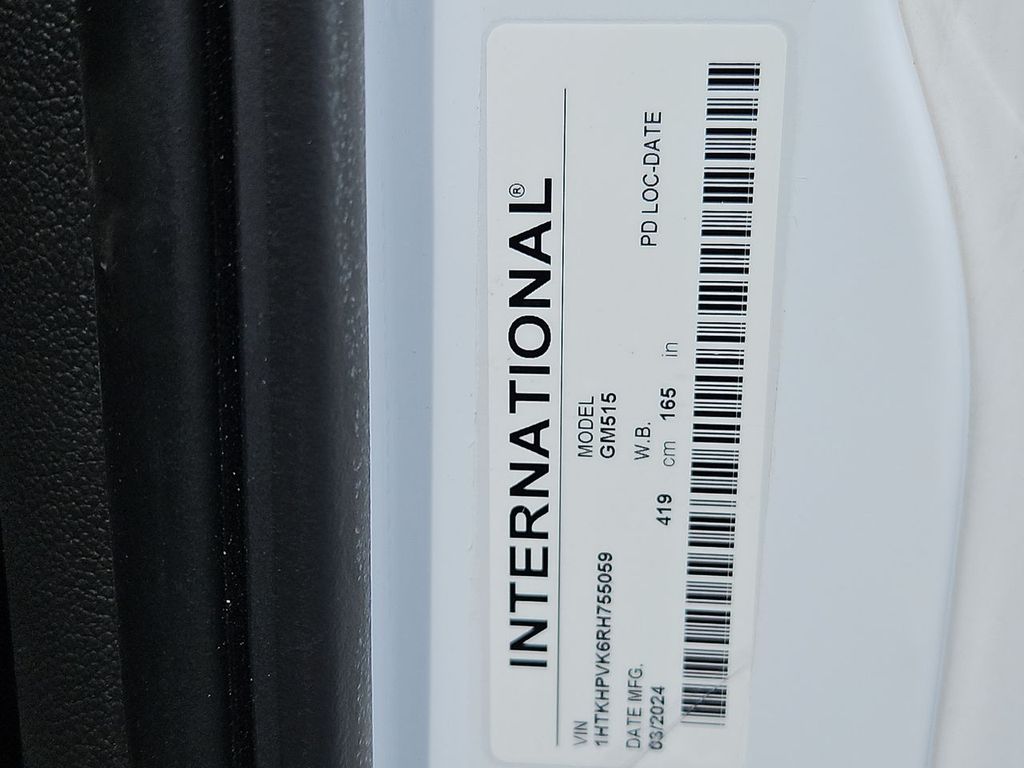 INTERNATIONAL®
VIN
1HTKHPVK6RH755059
MODEL
GM515
DATE MFG.
03/2024
W.B.
419 cm 165 in
PD LOC-DATE